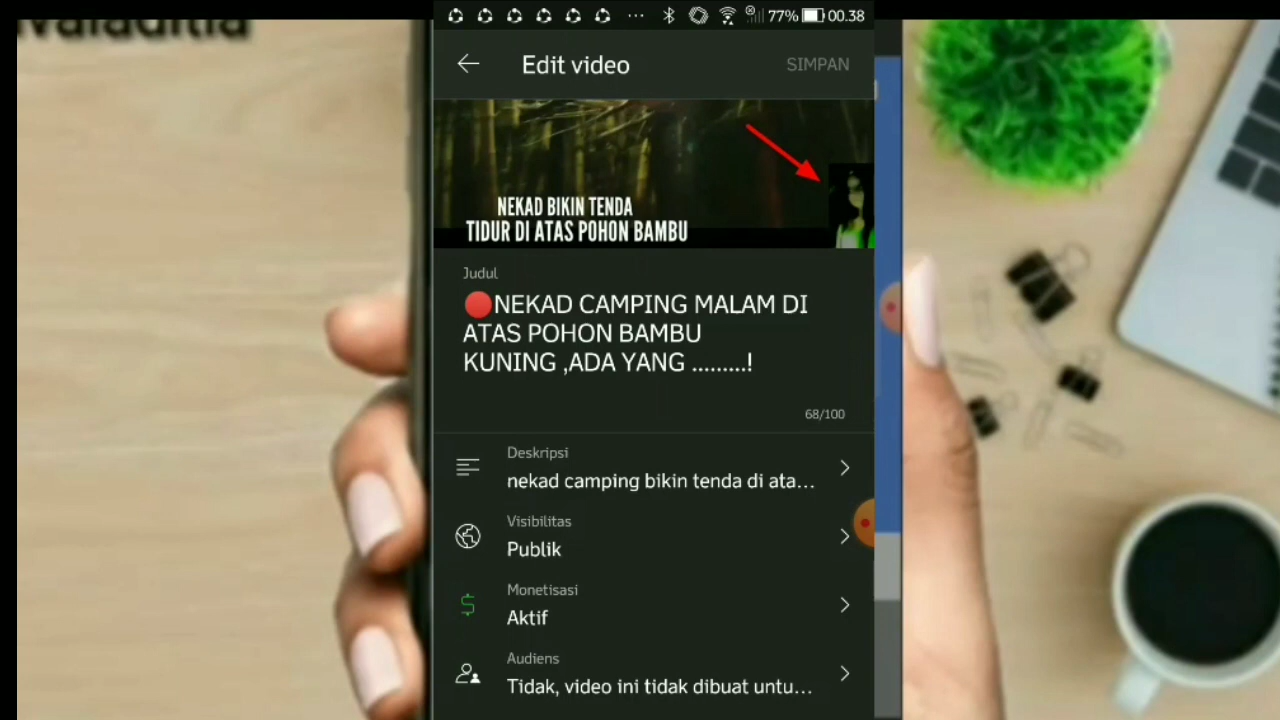 77% 00.38
Edit video
SIMPAN
NEKAD BIKIN TENDA
TIDUR DI ATAS POHON BAMBU
Judul
🔴NEKAD CAMPING MALAM DI
ATAS POHON BAMBU
KUNING ,ADA YANG .........!
68/100
Deskripsi
nekad camping bikin tenda di ata...
Visibilitas
Publik
Monetisasi
Aktif
Audiens
Tidak, video ini tidak dibuat untu...